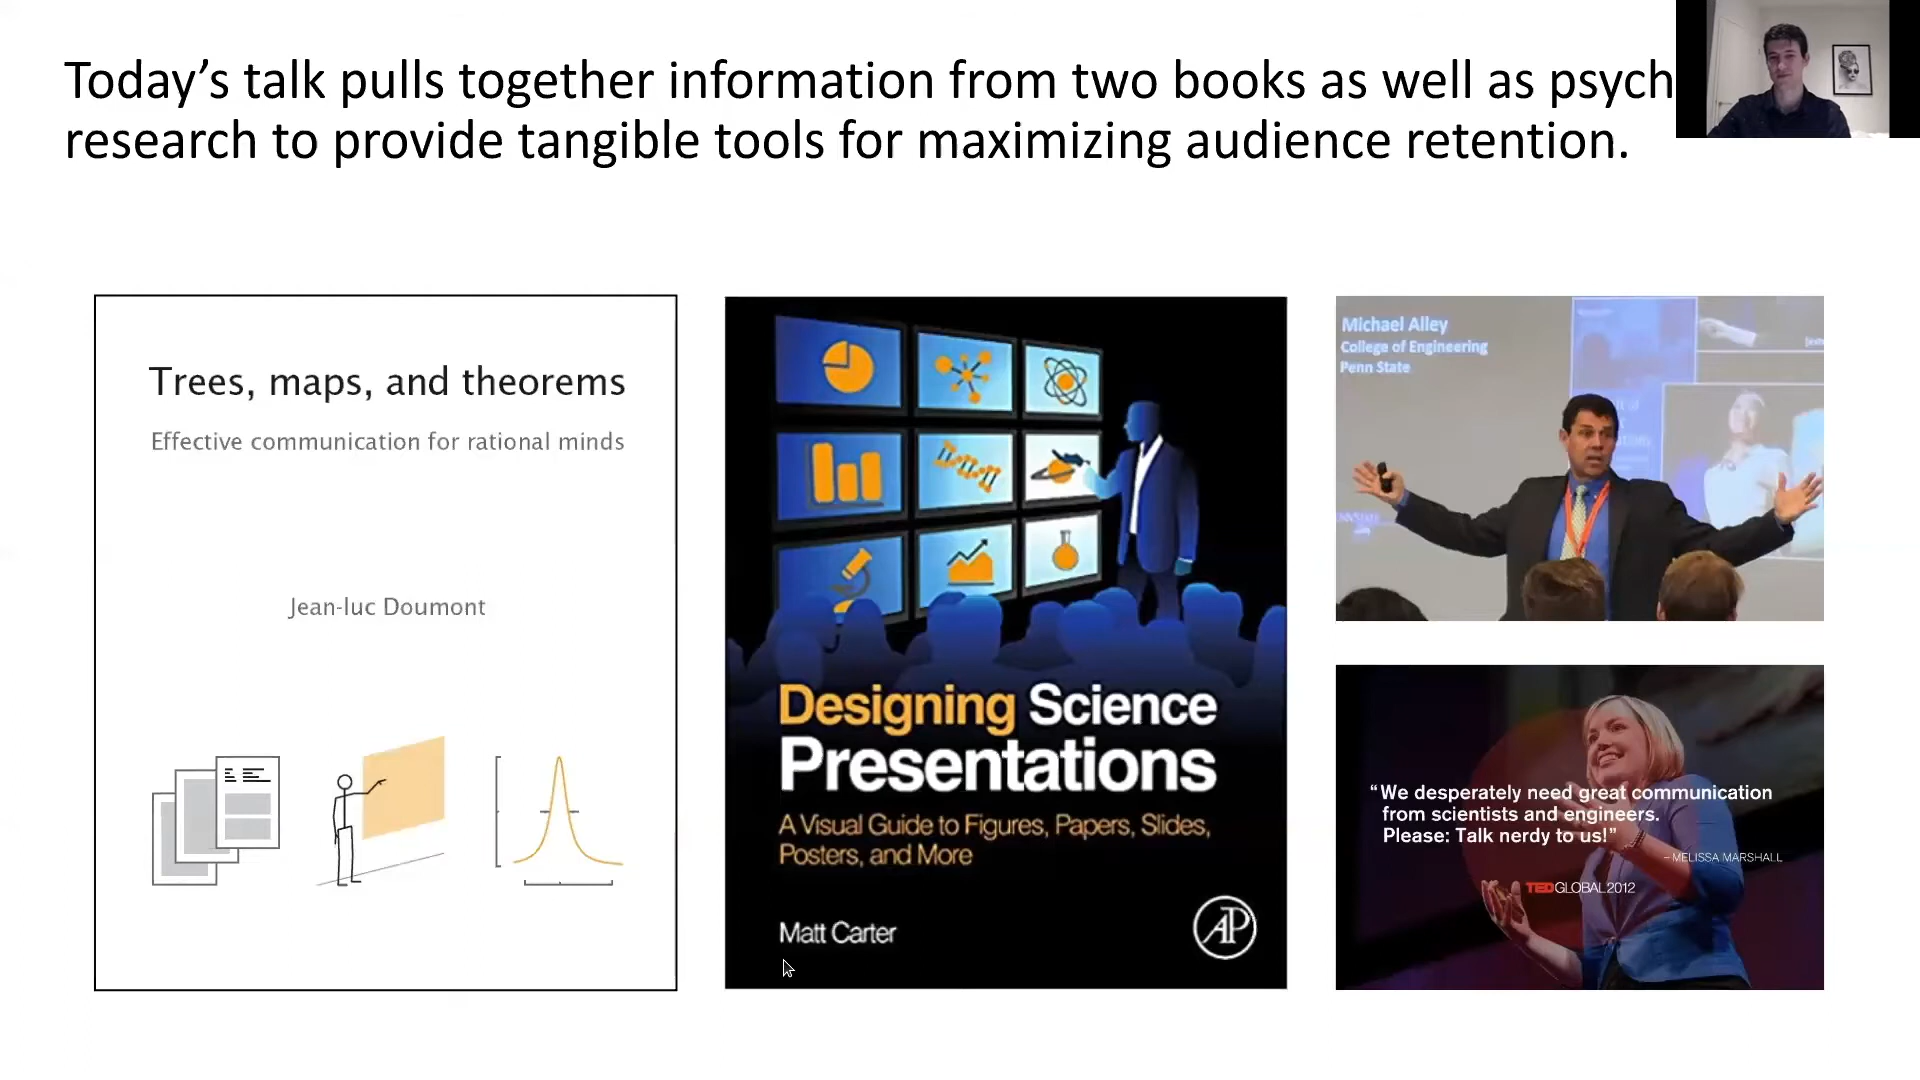 Today's talk pulls together information from two books as well as psych
research to provide tangible tools for maximizing audience retention.
Trees, maps, and theorems
Effective communication for rational minds
Jean-luc Doumont
Designing Science
Presentations
A Visual Guide to Figures, Papers, Slides,
Posters, and More
Matt Carter
AP
Michael Alley
College of Engineering
Penn State
“We desperately need great communication
from scientists and engineers.
Please: Talk nerdy to us!”
– MELISSA MARSHALL
TEDGLOBAL2012